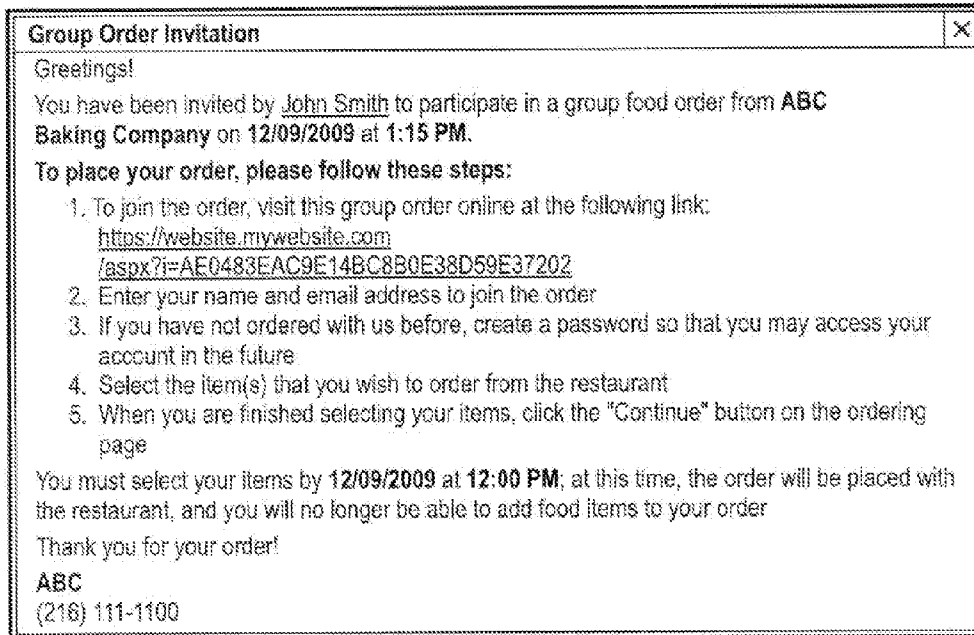 Group Order Invitation
Greetings!
You have been invited by John Smith to participate in a group food order from ABC
Baking Company on 12/09/2009 at 1:15 PM.
To place your order, please follow these steps:
1. To join the order, visit this group order online at the following link:
https://website.mywebsite.com
/aspx?i=AE0483EAC9E14BC8B0E38D59E37202
2. Enter your name and email address to join the order
3. If you have not ordered with us before, create a password so that you may access your
account in the future
4. Select the item(s) that you wish to order from the restaurant
5. When you are finished selecting your items, click the "Continue" button on the ordering
page
You must select your items by 12/09/2009 at 12:00 PM; at this time, the order will be placed with
the restaurant, and you will no longer be able to add food items to your order
Thank you for your order!
ABC
(216) 111-1100